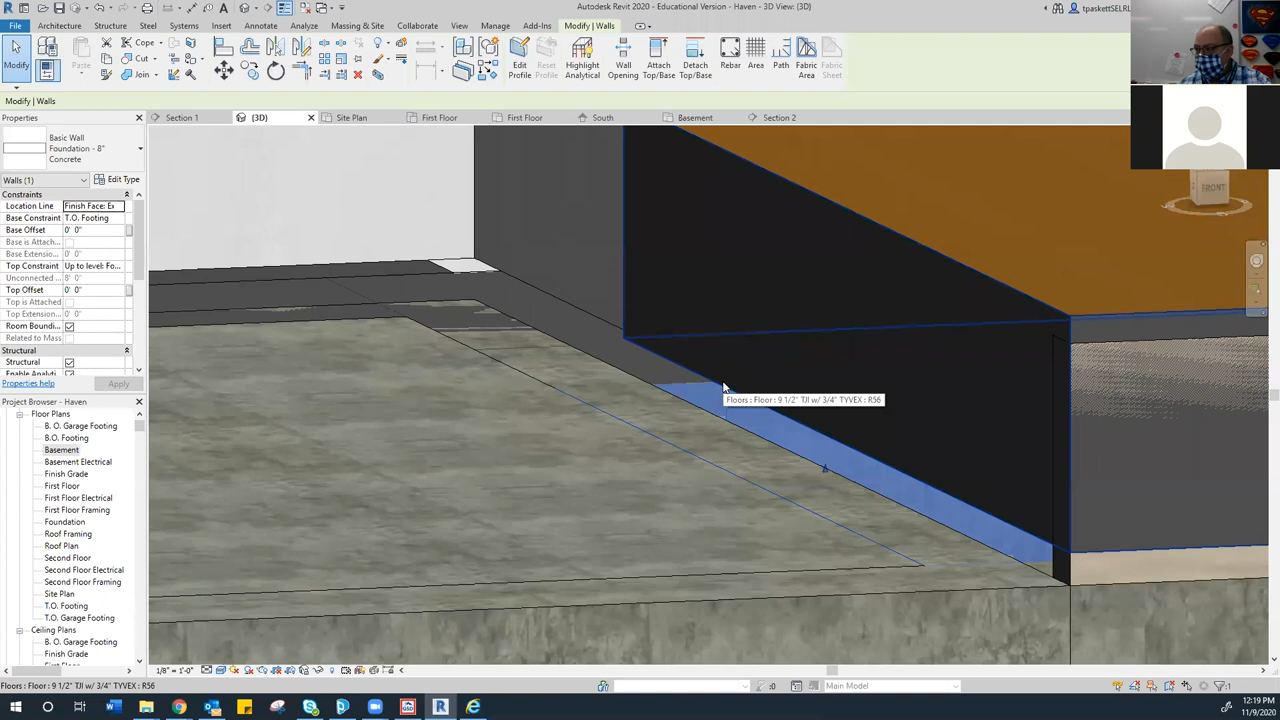 Autodesk Revit 2020 - Educational Version - Haven - 3D View: {3D}
tpaskettSELRL
File Architecture Structure Steel Systems Insert Annotate Analyze Massing & Site Collaborate View Manage Add-Ins Modify | Walls
Modify
Paste
Cope
Cut
Join
Edit Profile
Reset Profile
Highlight Analytical
Wall Opening
Attach Top/Base
Detach Top/Base
Rebar
Area
Path
Fabric Area
Fabric Sheet
Modify | Walls
Properties
Section 1 {3D} Site Plan First Floor First Floor South Basement Section 2
Basic Wall
Foundation - 8"
Concrete
Walls (1) Edit Type
Constraints
Location Line Finish Face: Ex
Base Constraint T.O. Footing
Base Offset 0' 0"
Base is Attach...
Base Extension... 0' 0"
Top Constraint Up to level: Fo...
Unconnected ... 8' 0"
Top Offset 0' 0"
Top is Attached
Top Extension... 0' 0"
Room Boundi...
Related to Mass
Structural
Structural
Enable Analyti...
Properties help Apply
Project Browser - Haven
Floor Plans
B. O. Garage Footing
B.O. Footing
Basement
Basement Electrical
Finish Grade
First Floor
First Floor Electrical
First Floor Framing
Foundation
Roof Framing
Roof Plan
Second Floor
Second Floor Electrical
Second Floor Framing
Site Plan
T.O. Footing
T.O. Garage Footing
Ceiling Plans
B. O. Garage Footing
Finish Grade
First Floor
FRONT
Floors : Floor : 9 1/2" TJI w/ 3/4" TYVEX : R56
1/8" = 1'-0"
Floors : Floor : 9 1/2" TJI w/ 3/4" TYVEX : R56
:0
Main Model
:1
12:19 PM
11/9/2020